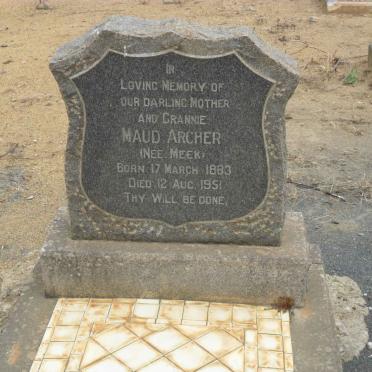 IN
LOVING MEMORY OF
OUR DARLING MOTHER
AND GRANNIE
MAUD ARCHER
(NEE MEEK)
BORN 17 MARCH 1883
DIED 12 AUG. 1951
THY WILL BE DONE.